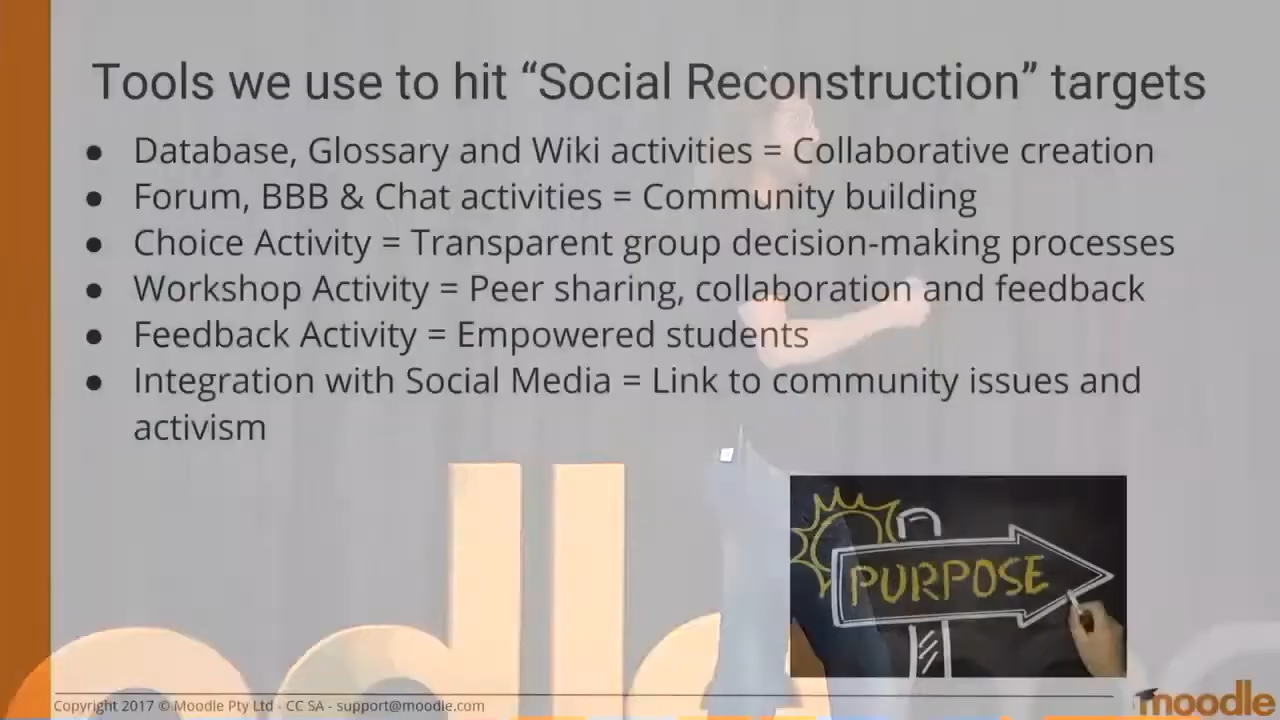 Tools we use to hit “Social Reconstruction” targets
● Database, Glossary and Wiki activities = Collaborative creation
● Forum, BBB & Chat activities = Community building
● Choice Activity = Transparent group decision-making processes
● Workshop Activity = Peer sharing, collaboration and feedback
● Feedback Activity = Empowered students
● Integration with Social Media = Link to community issues and
activism
PURPOSE
Copyright 2017 © Moodle Pty Ltd - CC SA - support@moodle.com
moodle